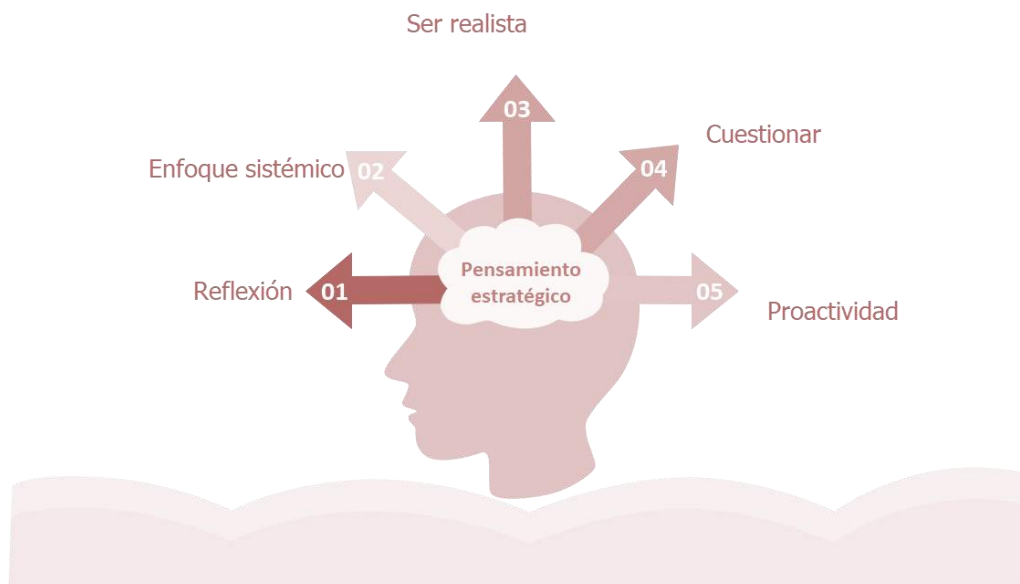 Ser realista
03
Cuestionar
04
Enfoque sistémico
02
Pensamiento
estratégico
Reflexión
01
05
Proactividad